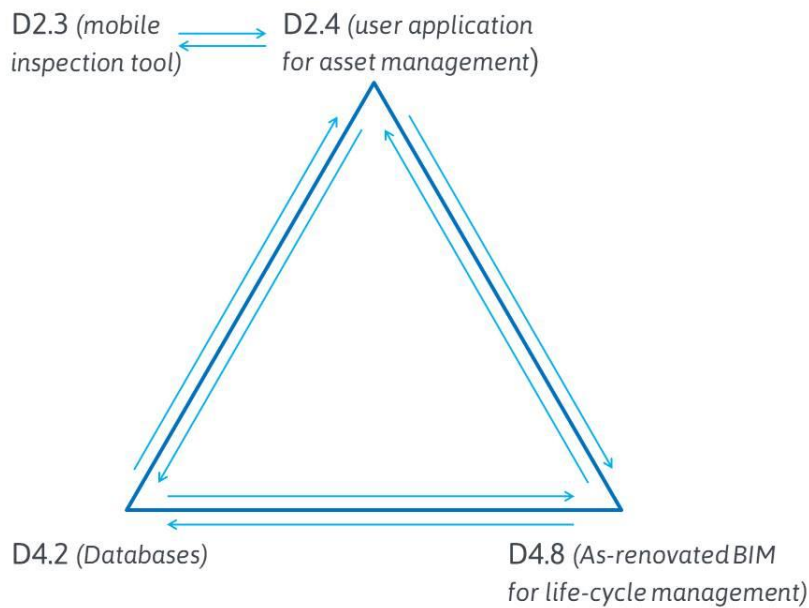 D2.3 (mobile
inspection tool)
D2.4 (user application
for asset management)
D4.2 (Databases)
D4.8 (As-renovated BIM
for life-cycle management)